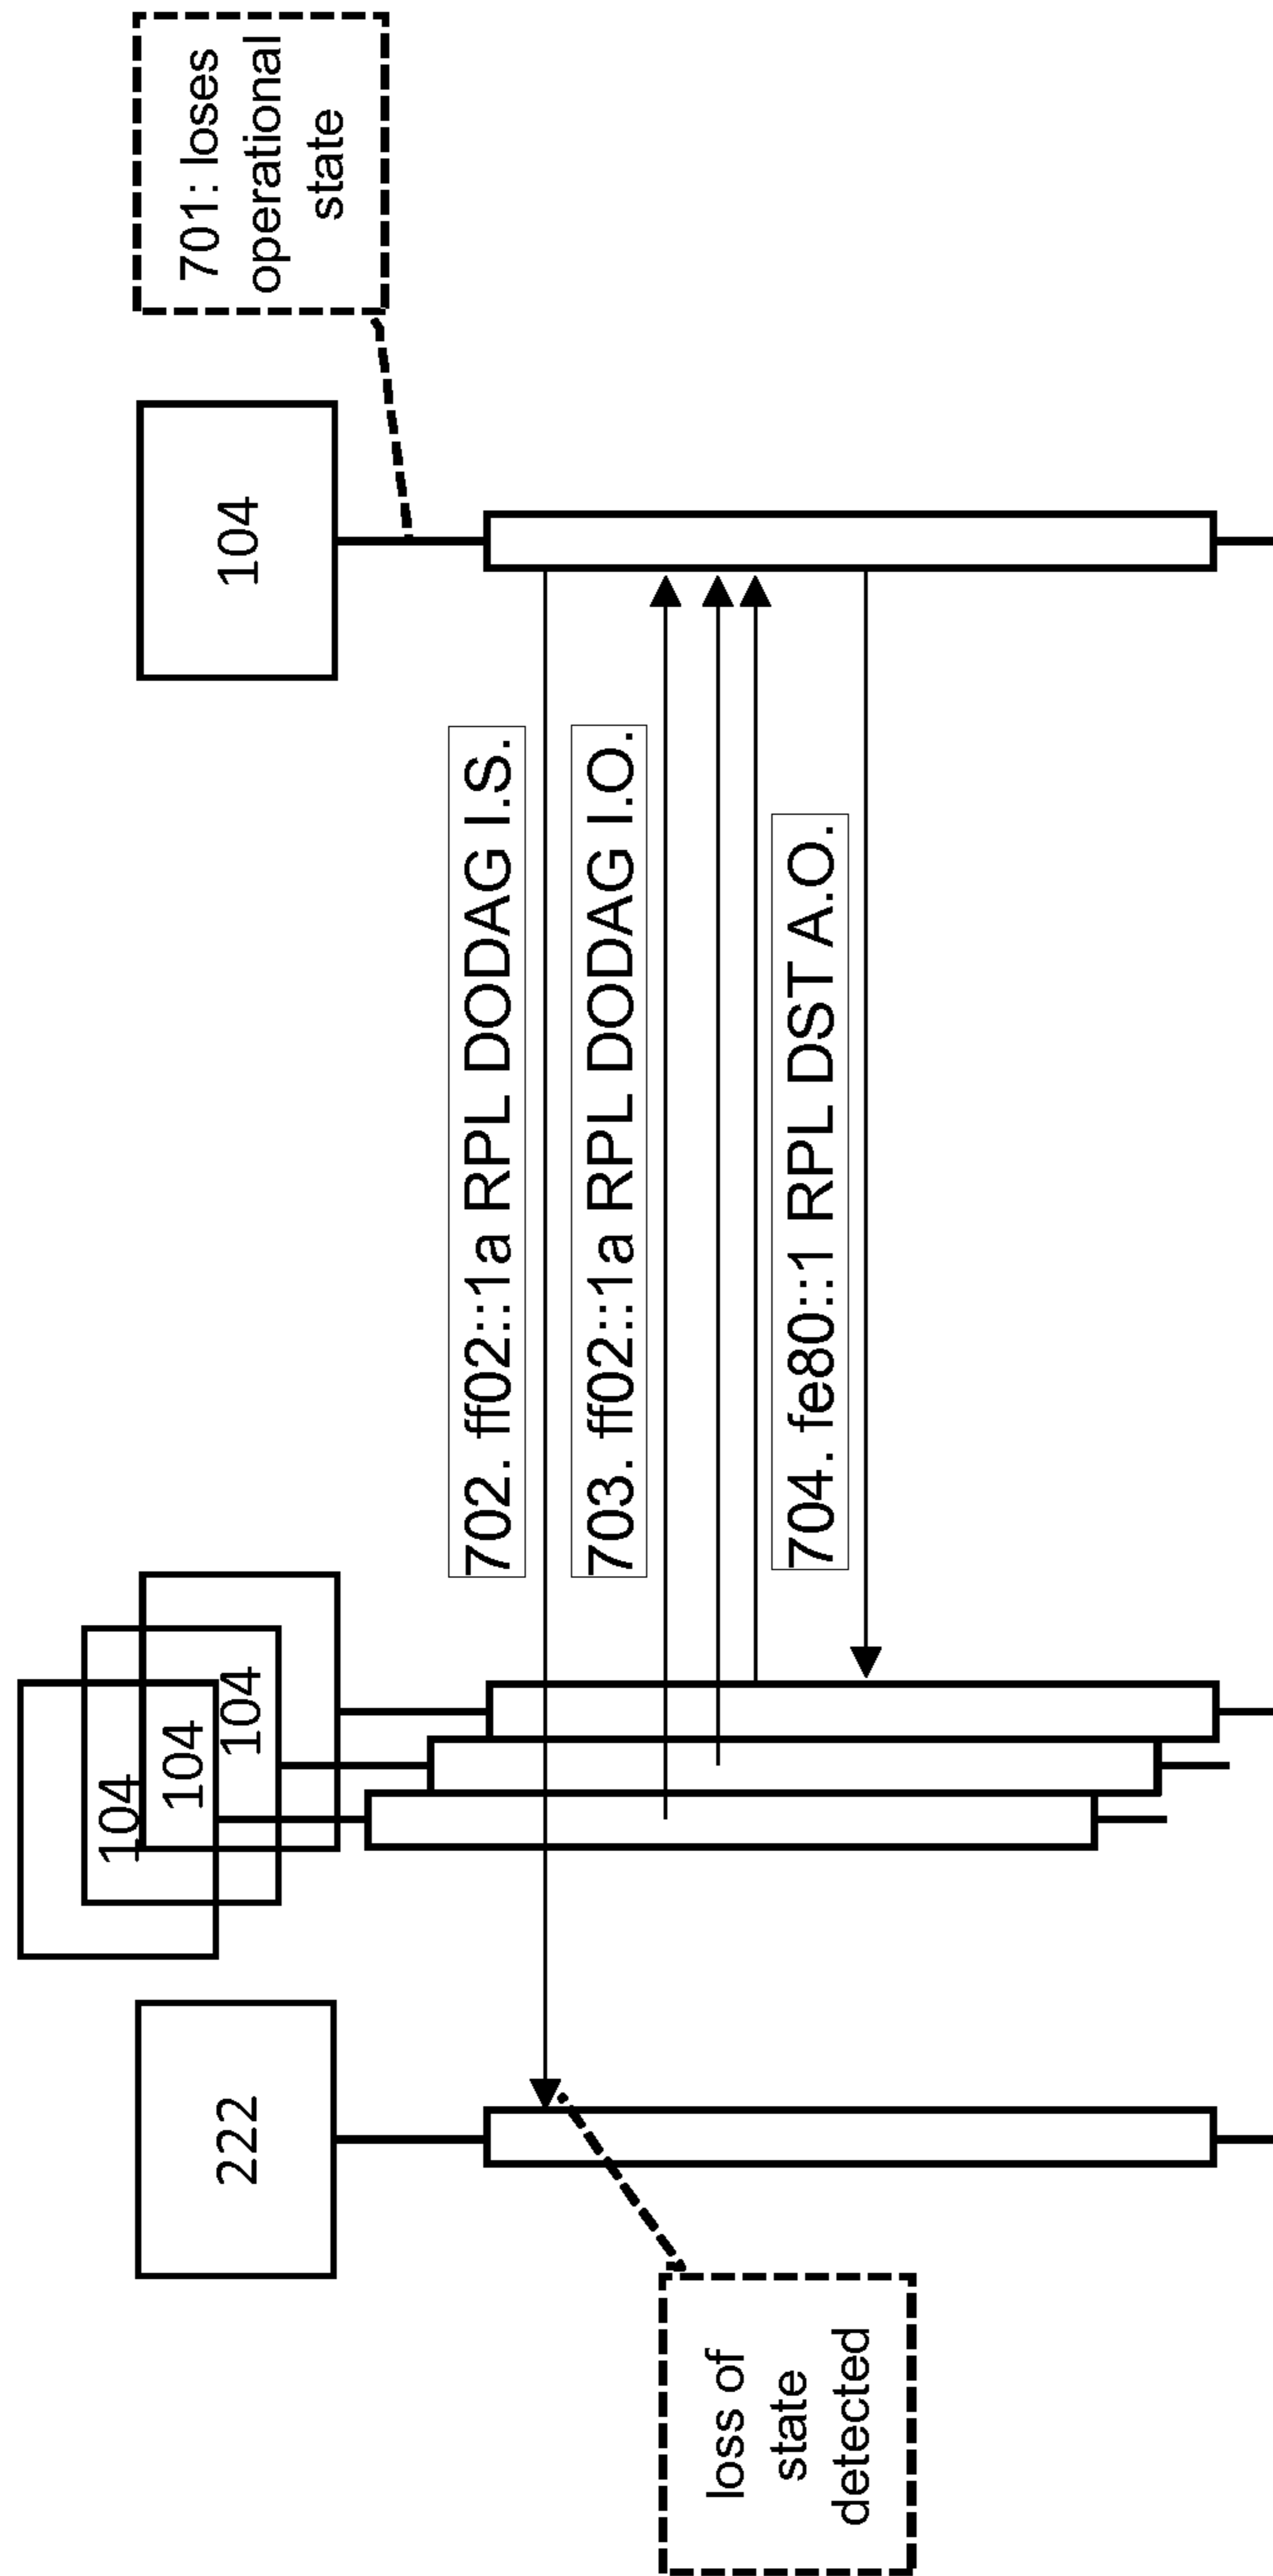 222
104
104
104
104
701: loses
operational
state
702. ff02::1a RPL DODAG I.S.
703. ff02::1a RPL DODAG I.O.
704. fe80::1 RPL DST A.O.
loss of
state
detected